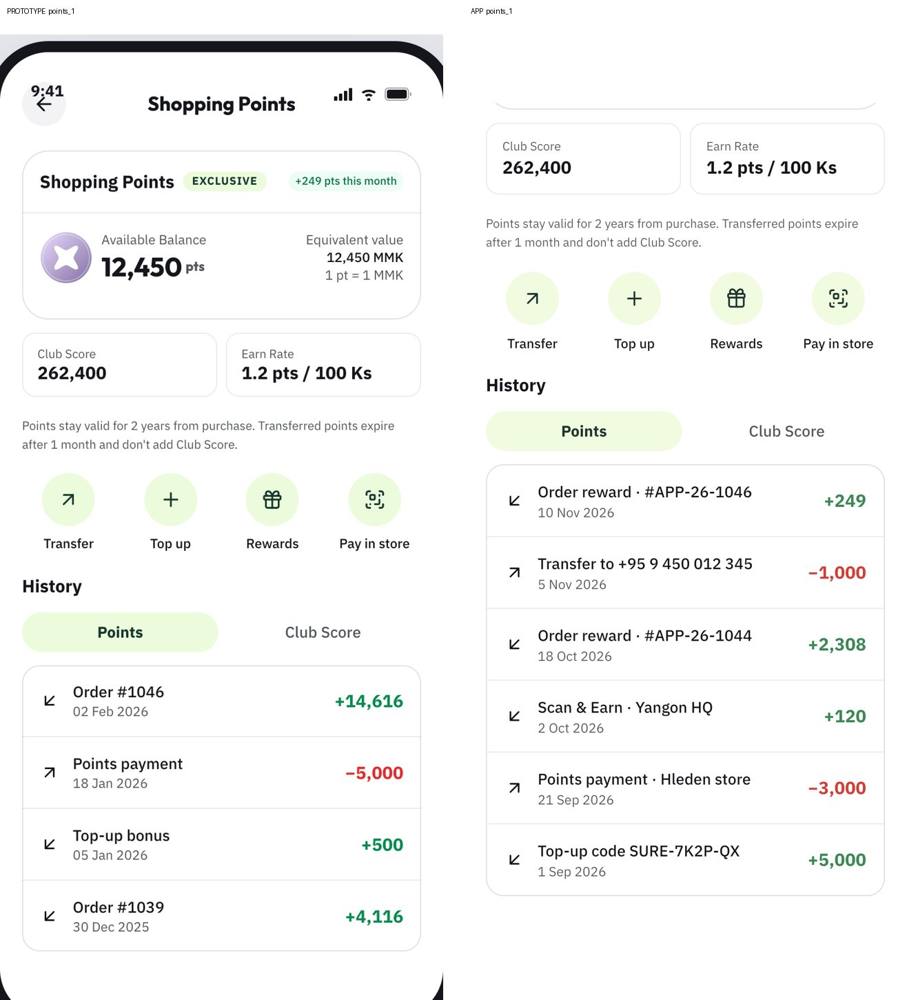 PROTOTYPE points_1
9:41
Shopping Points
Shopping Points
EXCLUSIVE
+249 pts this month
Available Balance
12,450 pts
Equivalent value
12,450 MMK
1 pt = 1 MMK
Club Score
262,400
Earn Rate
1.2 pts / 100 Ks
Points stay valid for 2 years from purchase. Transferred points expire
after 1 month and don't add Club Score.
Transfer
Top up
Rewards
Pay in store
History
Points
Club Score
Order #1046
02 Feb 2026
+14,616
Points payment
18 Jan 2026
−5,000
Top-up bonus
05 Jan 2026
+500
Order #1039
30 Dec 2025
+4,116
APP points_1
Club Score
262,400
Earn Rate
1.2 pts / 100 Ks
Points stay valid for 2 years from purchase. Transferred points expire
after 1 month and don't add Club Score.
Transfer
Top up
Rewards
Pay in store
History
Points
Club Score
Order reward · #APP-26-1046
10 Nov 2026
+249
Transfer to +95 9 450 012 345
5 Nov 2026
−1,000
Order reward · #APP-26-1044
18 Oct 2026
+2,308
Scan & Earn · Yangon HQ
2 Oct 2026
+120
Points payment · Hleden store
21 Sep 2026
−3,000
Top-up code SURE-7K2P-QX
1 Sep 2026
+5,000